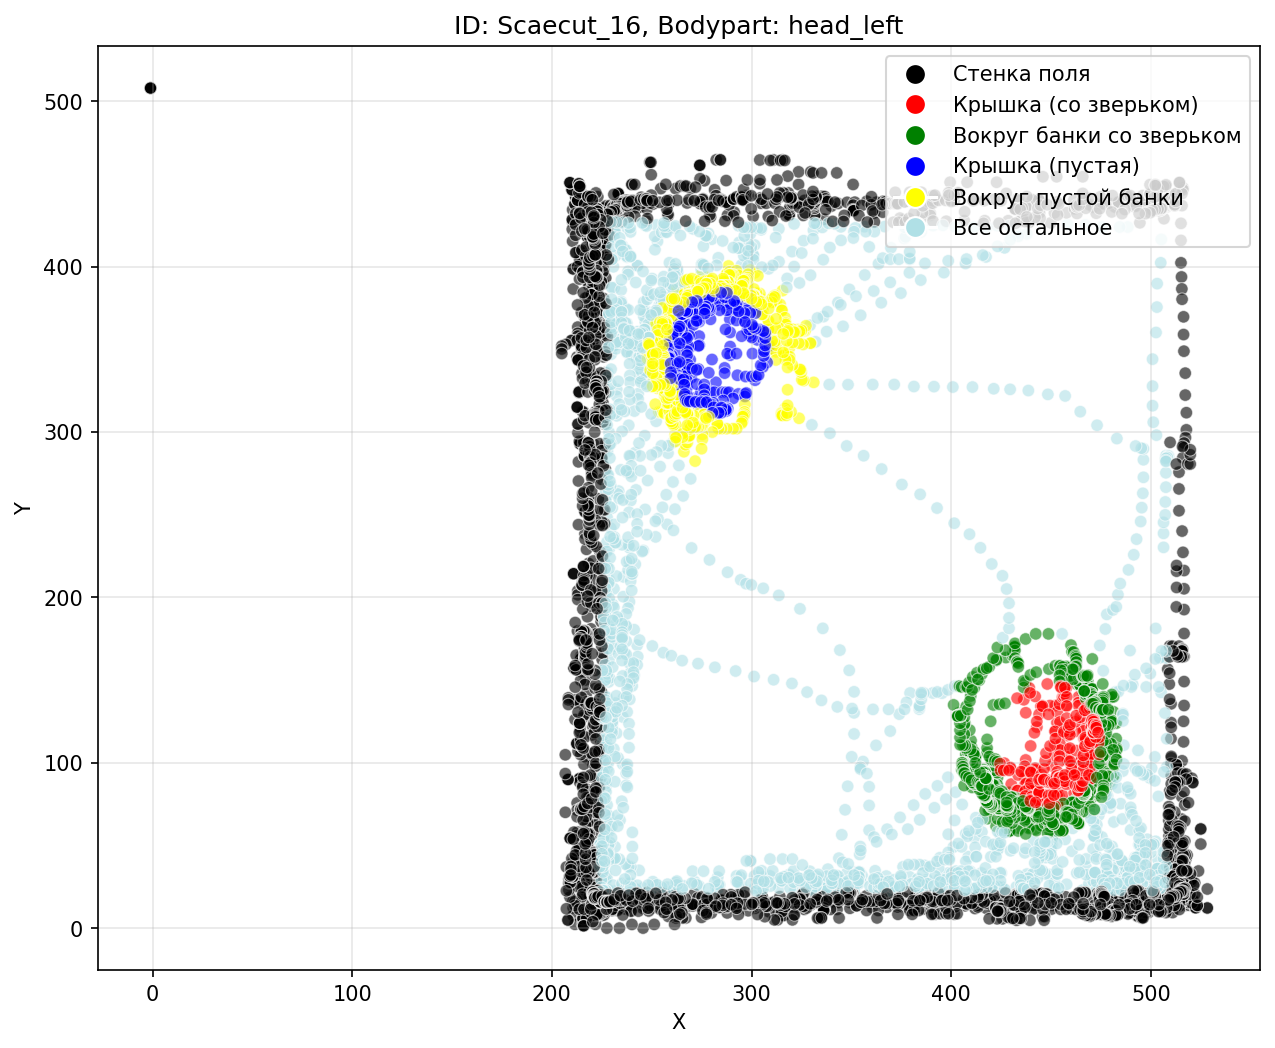 ID: Scaecut_16, Bodypart: head_left
Стенка поля
Крышка (со зверьком)
Вокруг банки со зверьком
Крышка (пустая)
Вокруг пустой банки
Все остальное
500
400
300
200
100
0
Y
0 100 200 300 400 500
X